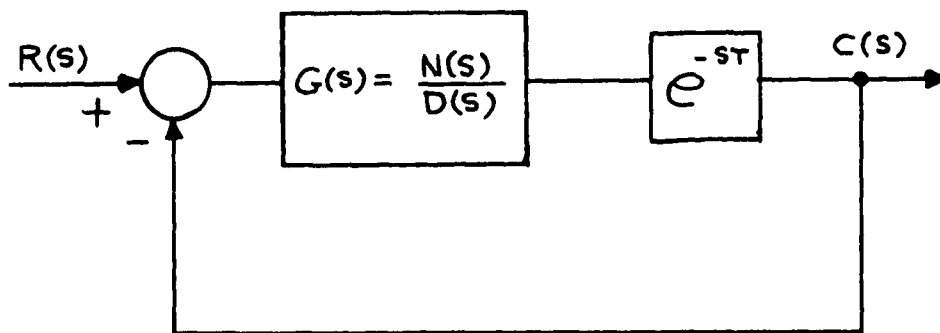 R(S)
+
-
G(S) = N(S)/D(S)
e^-ST
C(S)